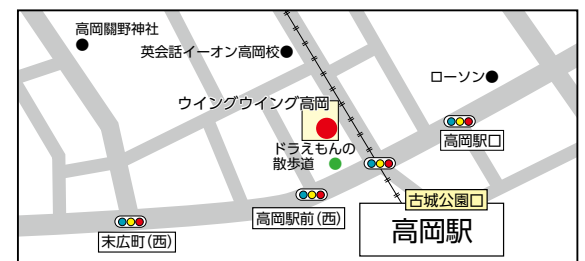 高岡關野神社
英会話イーオン高岡校
ローソン
ウイングウイング高岡
高岡駅口
ドラえもんの
散歩道
古城公園口
高岡駅前(西)
高岡駅
末広町(西)